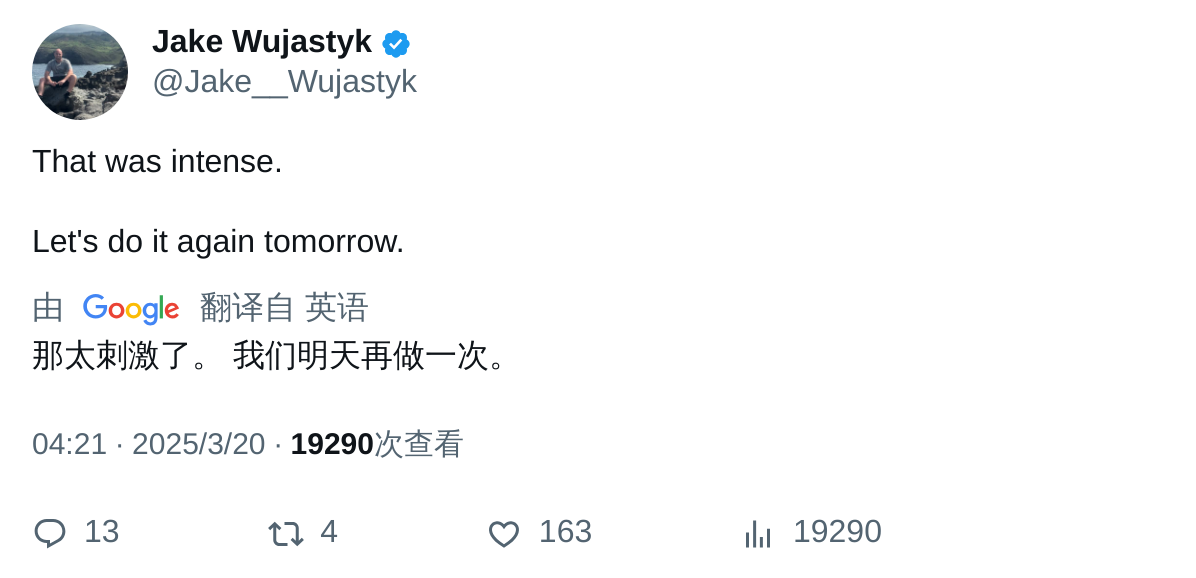 Jake Wujastyk
@Jake__Wujastyk
That was intense.
Let's do it again tomorrow.
由 Google 翻译自 英语
那太刺激了。 我们明天再做一次。
04:21 · 2025/3/20 · 19290次查看
13 4 163 19290